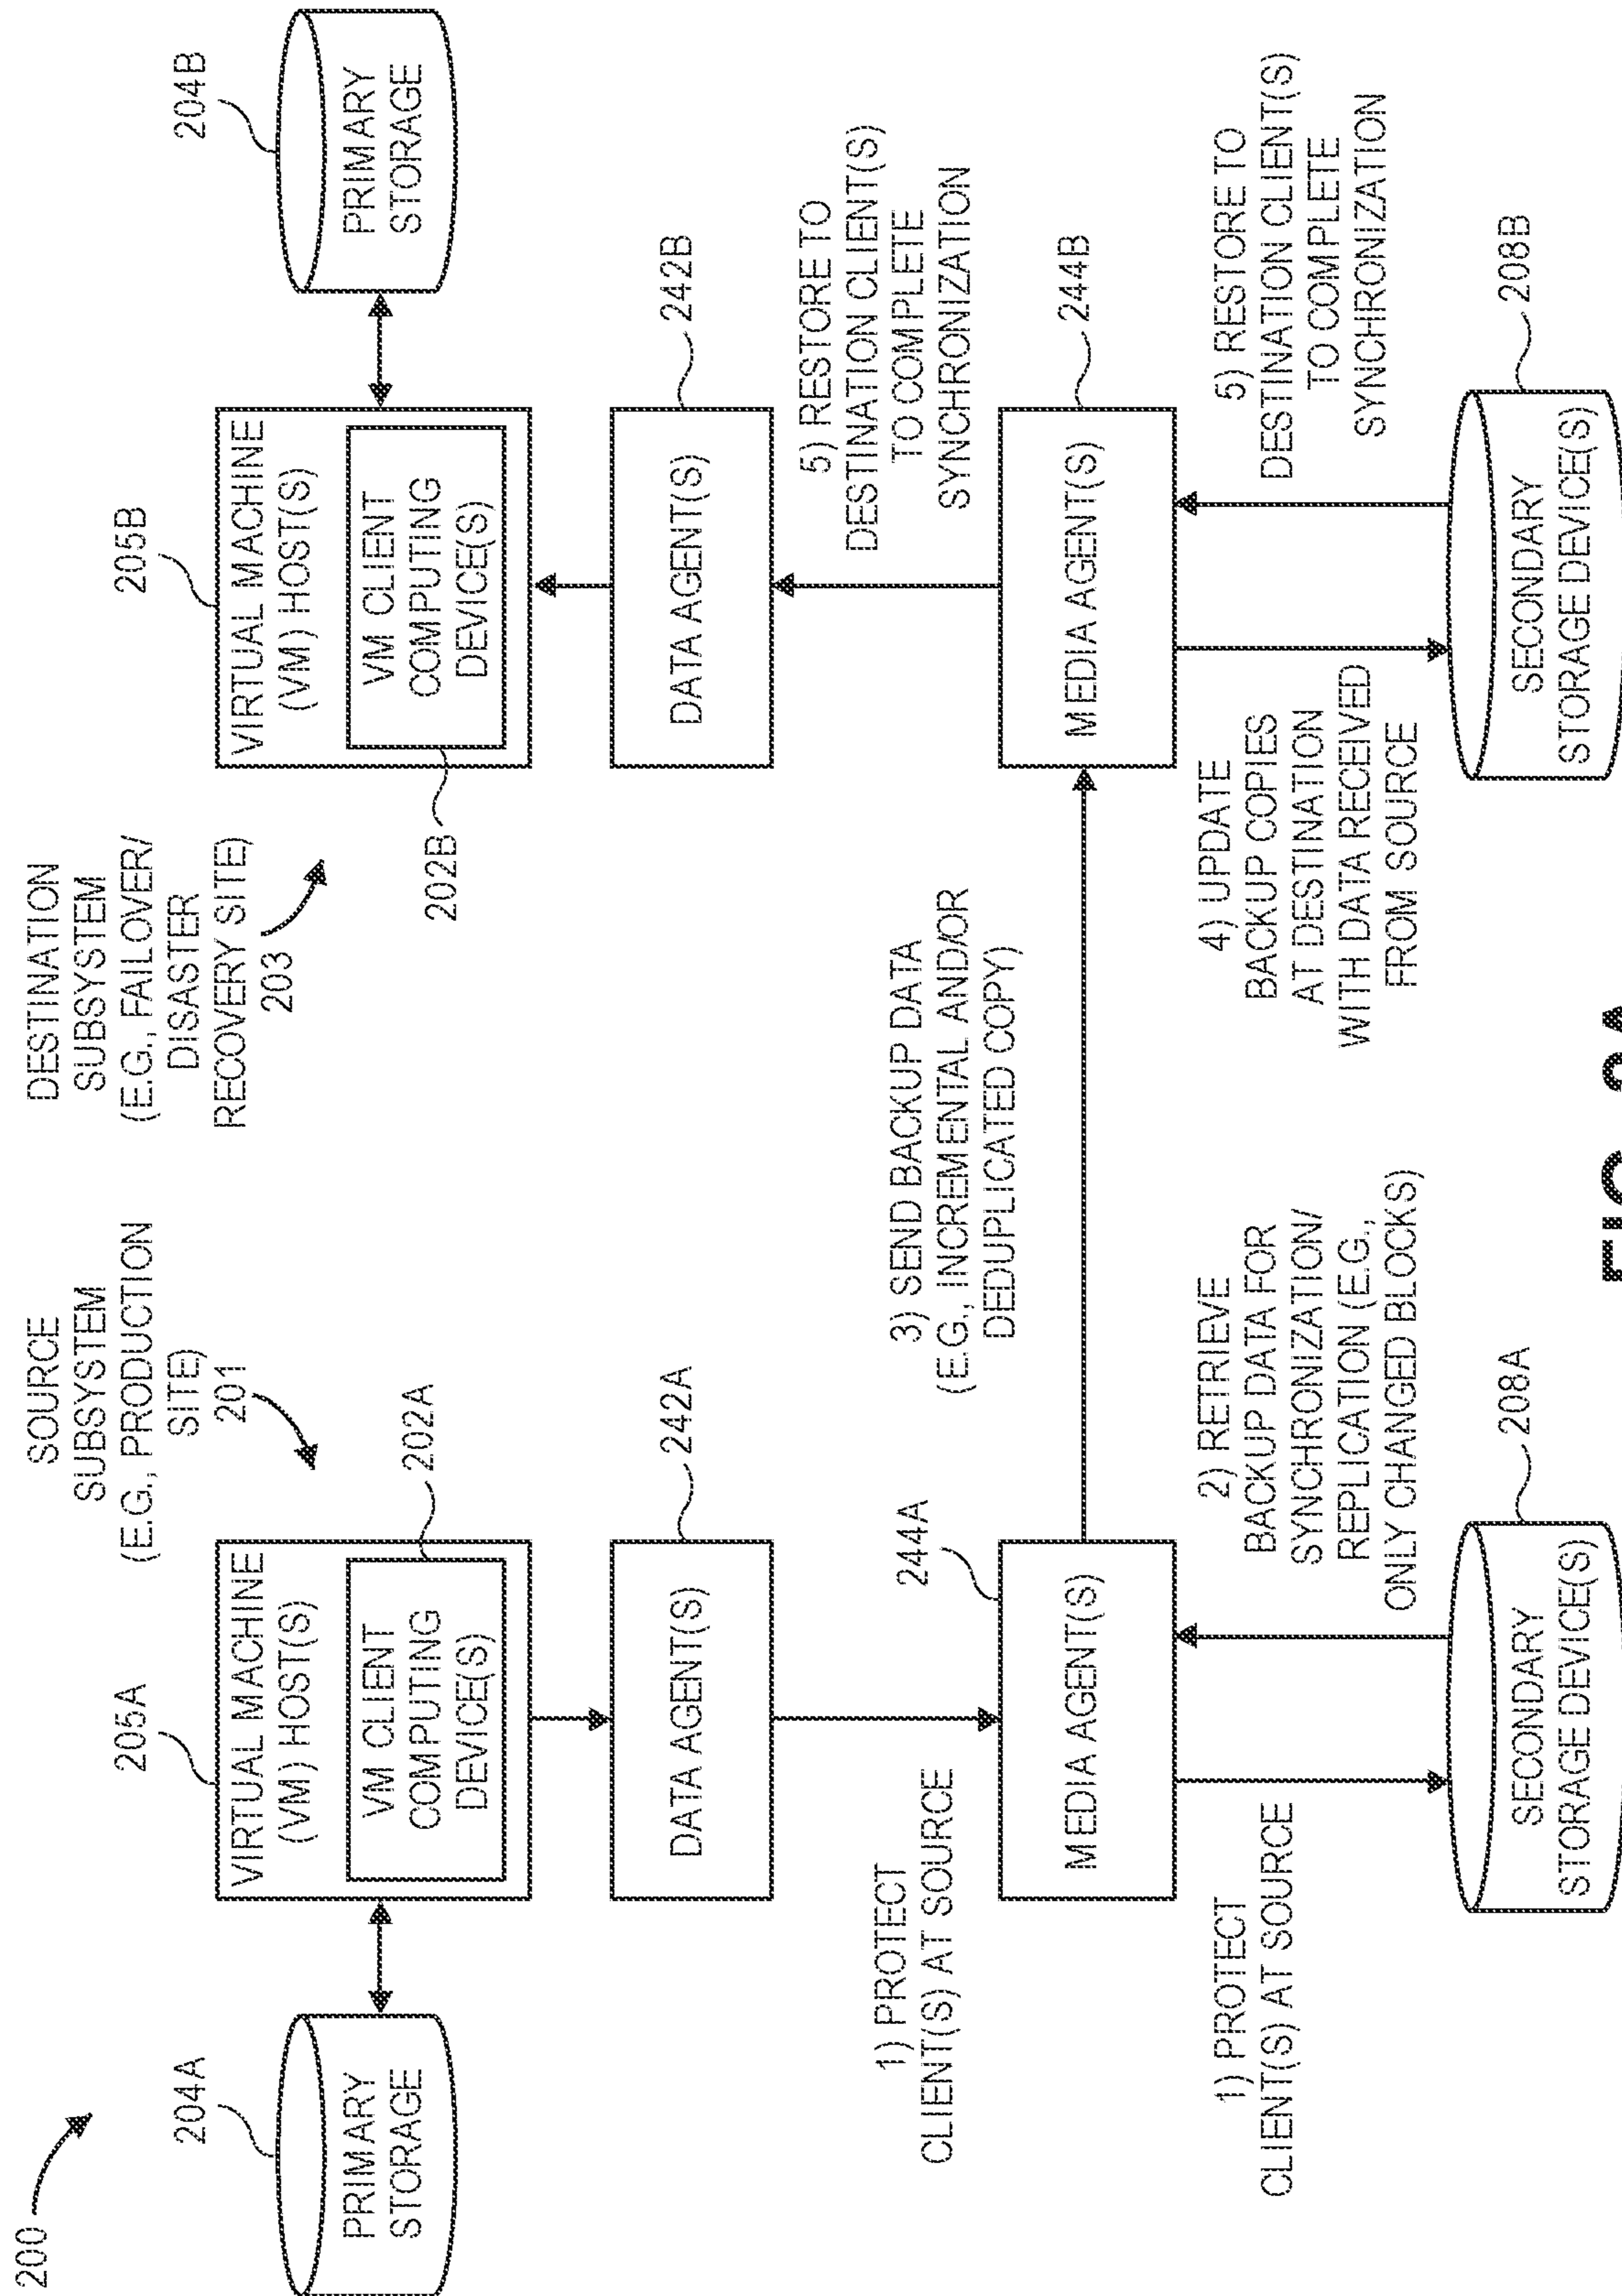 200
SOURCE
SUBSYSTEM
(E.G., PRODUCTION
SITE)
201
DESTINATION
SUBSYSTEM
(E.G., FAILOVER/
DISASTER
RECOVERY SITE)
203
204A
PRIMARY
STORAGE
205A
VIRTUAL MACHINE
(VM) HOST(S)
VM CLIENT
COMPUTING
DEVICE(S)
202A
205B
VIRTUAL MACHINE
(VM) HOST(S)
VM CLIENT
COMPUTING
DEVICE(S)
202B
204B
PRIMARY
STORAGE
DATA AGENT(S)
242A
DATA AGENT(S)
242B
1) PROTECT
CLIENT(S) AT SOURCE
3) SEND BACKUP DATA
(E.G., INCREMENTAL AND/OR
DEDUPLICATED COPY)
5) RESTORE TO
DESTINATION CLIENT(S)
TO COMPLETE
SYNCHRONIZATION
244A
MEDIA AGENT(S)
MEDIA AGENT(S)
244B
1) PROTECT
CLIENT(S) AT SOURCE
2) RETRIEVE
BACKUP DATA FOR
SYNCHRONIZATION/
REPLICATION (E.G.,
ONLY CHANGED BLOCKS)
4) UPDATE
BACKUP COPIES
AT DESTINATION
WITH DATA RECEIVED
FROM SOURCE
5) RESTORE TO
DESTINATION CLIENT(S)
TO COMPLETE
SYNCHRONIZATION
SECONDARY
STORAGE DEVICE(S)
208A
SECONDARY
STORAGE DEVICE(S)
208B